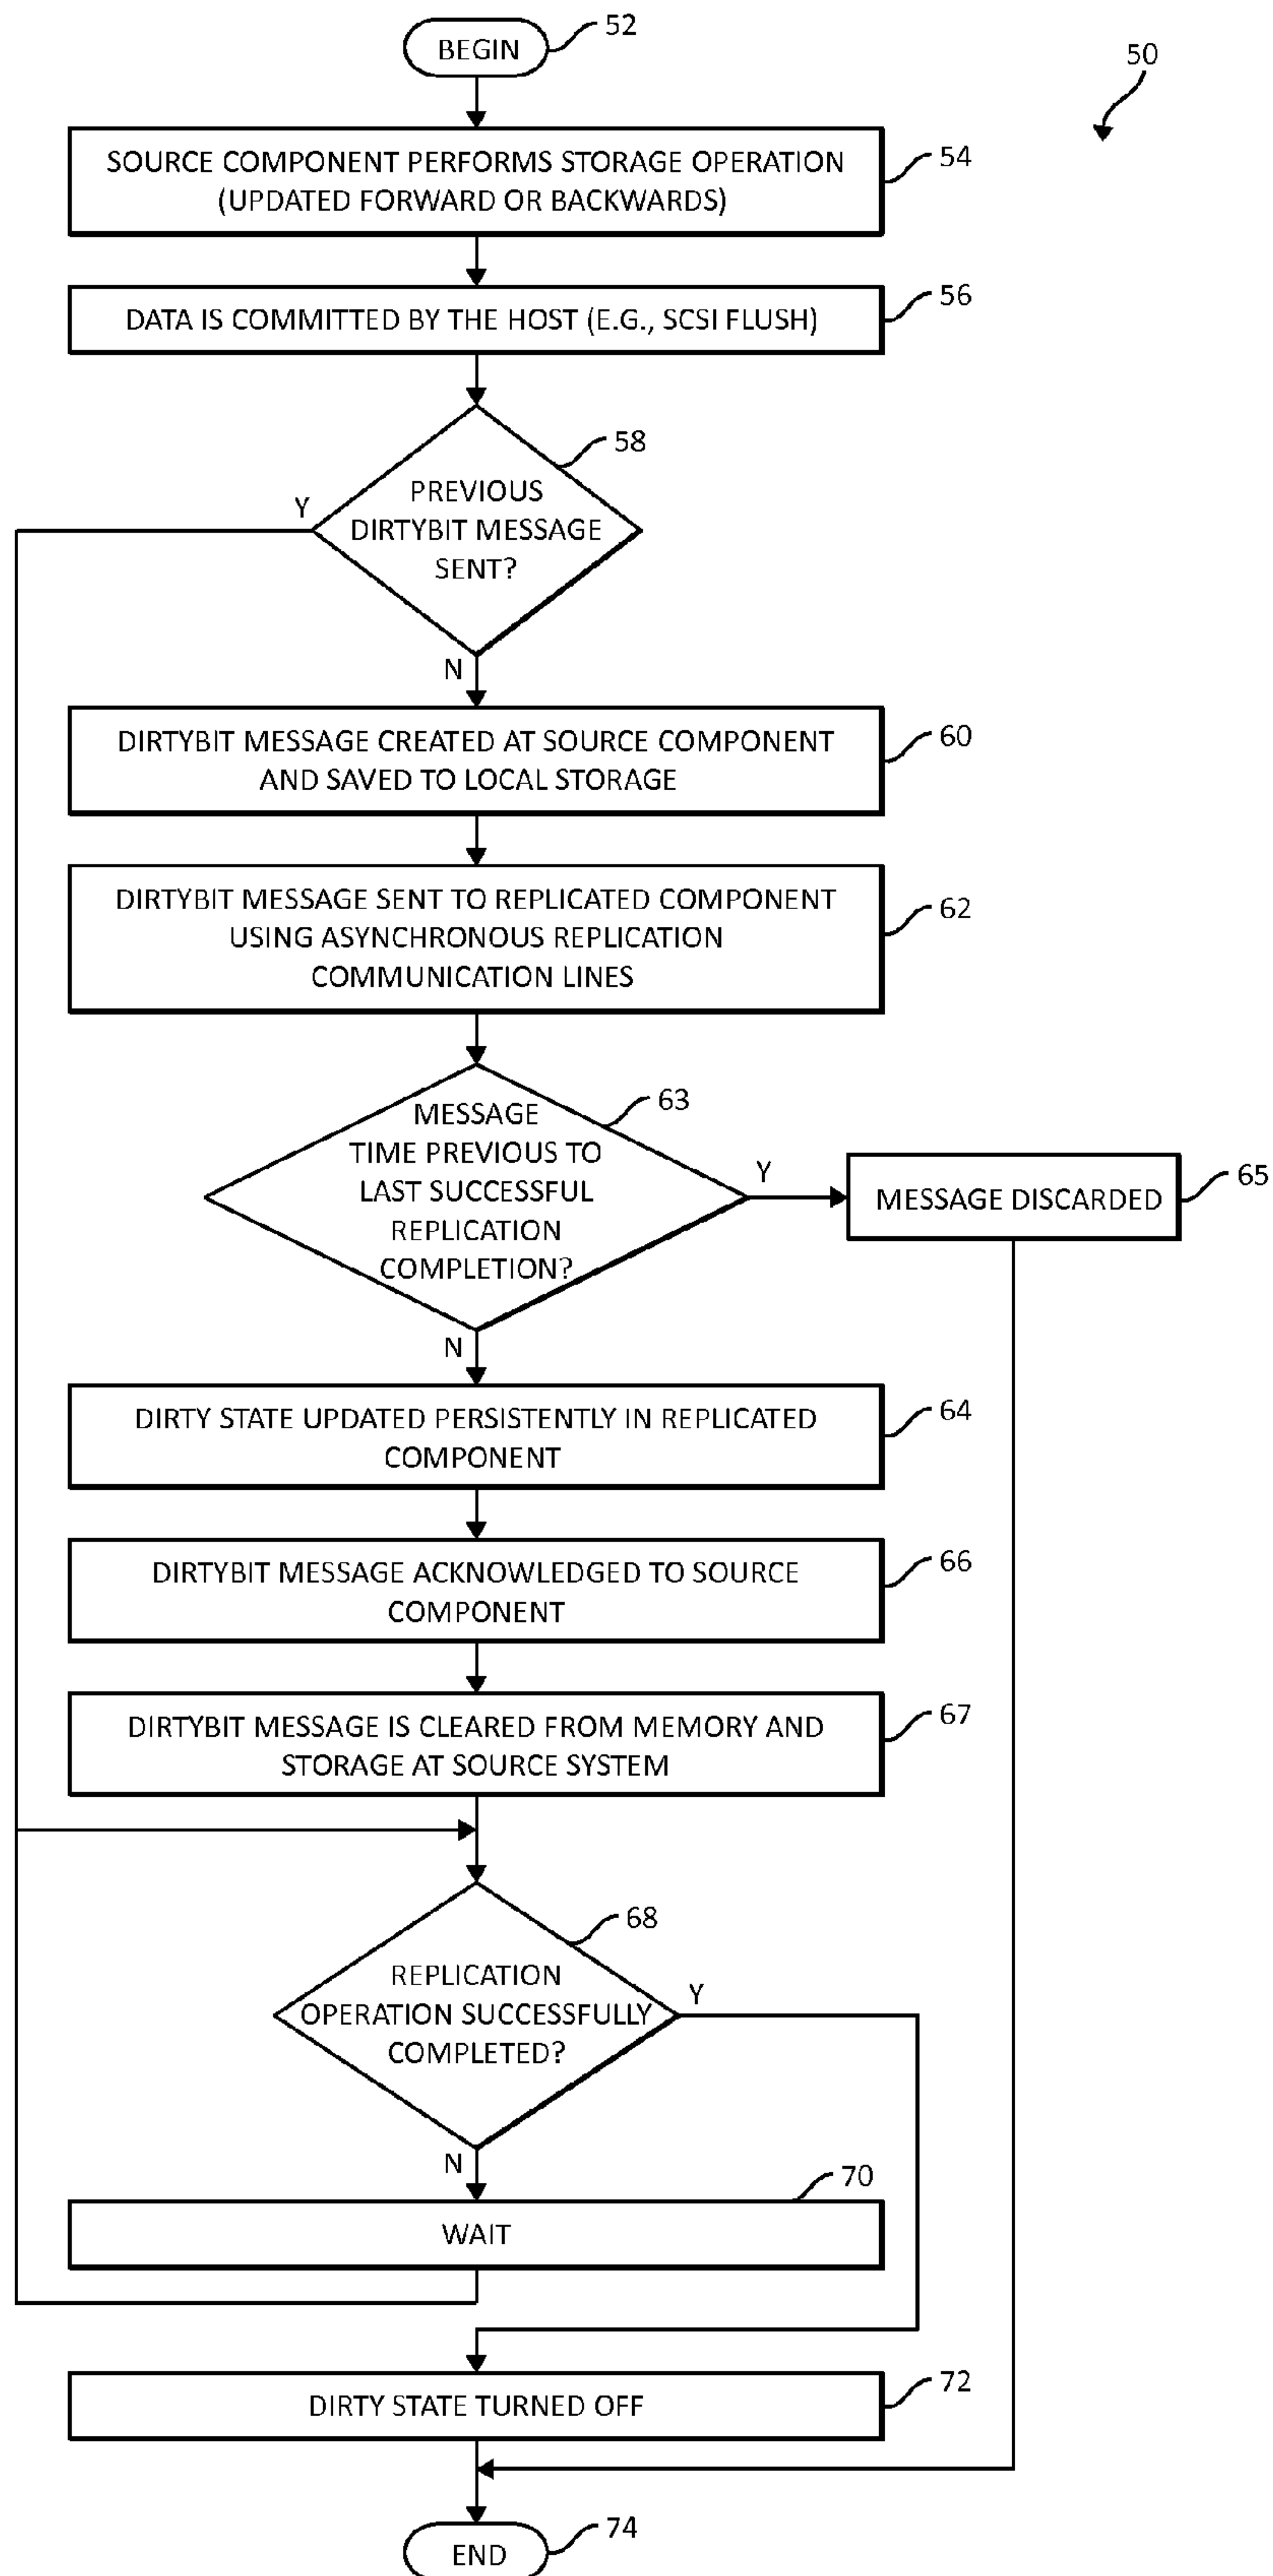 BEGIN
52
50
SOURCE COMPONENT PERFORMS STORAGE OPERATION
(UPDATED FORWARD OR BACKWARDS)
54
DATA IS COMMITTED BY THE HOST (E.G., SCSI FLUSH)
56
58
PREVIOUS
DIRTYBIT MESSAGE
SENT?
Y
N
DIRTYBIT MESSAGE CREATED AT SOURCE COMPONENT
AND SAVED TO LOCAL STORAGE
60
DIRTYBIT MESSAGE SENT TO REPLICATED COMPONENT
USING ASYNCHRONOUS REPLICATION
COMMUNICATION LINES
62
63
MESSAGE
TIME PREVIOUS TO
LAST SUCCESSFUL
REPLICATION
COMPLETION?
Y
MESSAGE DISCARDED
65
N
DIRTY STATE UPDATED PERSISTENTLY IN REPLICATED
COMPONENT
64
DIRTYBIT MESSAGE ACKNOWLEDGED TO SOURCE
COMPONENT
66
DIRTYBIT MESSAGE IS CLEARED FROM MEMORY AND
STORAGE AT SOURCE SYSTEM
67
68
REPLICATION
OPERATION SUCCESSFULLY
COMPLETED?
Y
N
70
WAIT
DIRTY STATE TURNED OFF
72
END
74